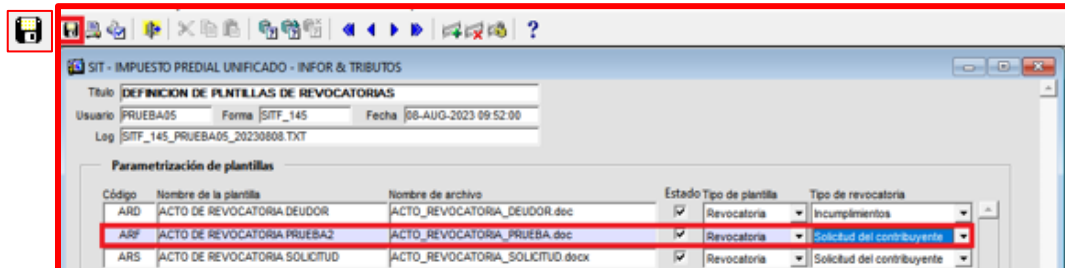 SIT - IMPUESTO PREDIAL UNIFICADO - INFOR & TRIBUTOS
Título DEFINICION DE PLNTILLAS DE REVOCATORIAS
Usuario PRUEBA05 Forma SITF_145 Fecha 08-AUG-2023 09:52:00
Log SITF_145_PRUEBA05_20230808.TXT
Parametrización de plantillas
Código Nombre de la plantilla Nombre de archivo Estado Tipo de plantilla Tipo de revocatoria
ARD ACTO DE REVOCATORIA DEUDOR ACTO_REVOCATORIA_DEUDOR.doc Revocatoria Incumplimientos
ARF ACTO DE REVOCATORIA PRUEBA2 ACTO_REVOCATORIA_PRUEBA.doc Revocatoria Solicitud del contribuyente
ARS ACTO DE REVOCATORIA SOLICITUD ACTO_REVOCATORIA_SOLICITUD.docx Revocatoria Solicitud del contribuyente